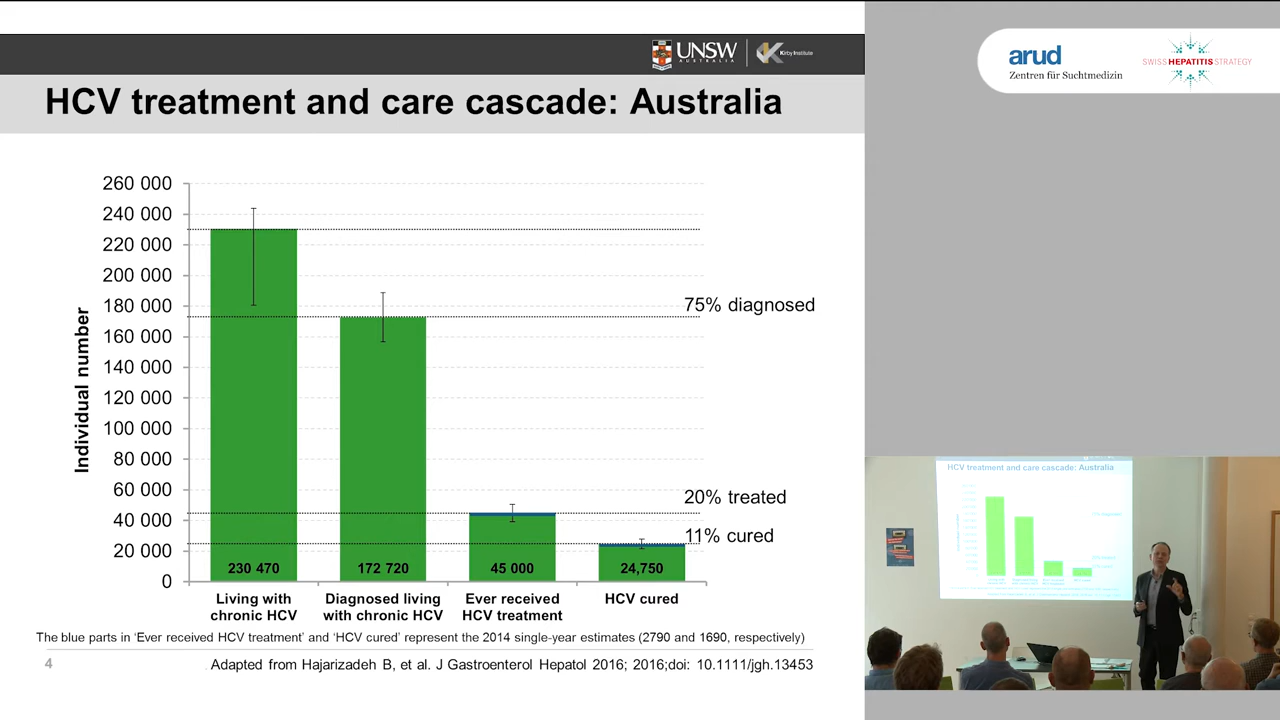 UNSW
AUSTRALIA
Kirby Institute
arud
Zentren für Suchtmedizin
SWISS HEPATITIS STRATEGY
HCV treatment and care cascade: Australia
260 000
240 000
220 000
200 000
180 000
160 000
140 000
120 000
100 000
80 000
60 000
40 000
20 000
0
Individual number
75% diagnosed
20% treated
11% cured
230 470
172 720
45 000
24,750
Living with
chronic HCV
Diagnosed living
with chronic HCV
Ever received
HCV treatment
HCV cured
The blue parts in ‘Ever received HCV treatment’ and ‘HCV cured’ represent the 2014 single-year estimates (2790 and 1690, respectively)
4
Adapted from Hajarizadeh B, et al. J Gastroenterol Hepatol 2016; 2016;doi: 10.1111/jgh.13453
HCV treatment and care cascade: Australia